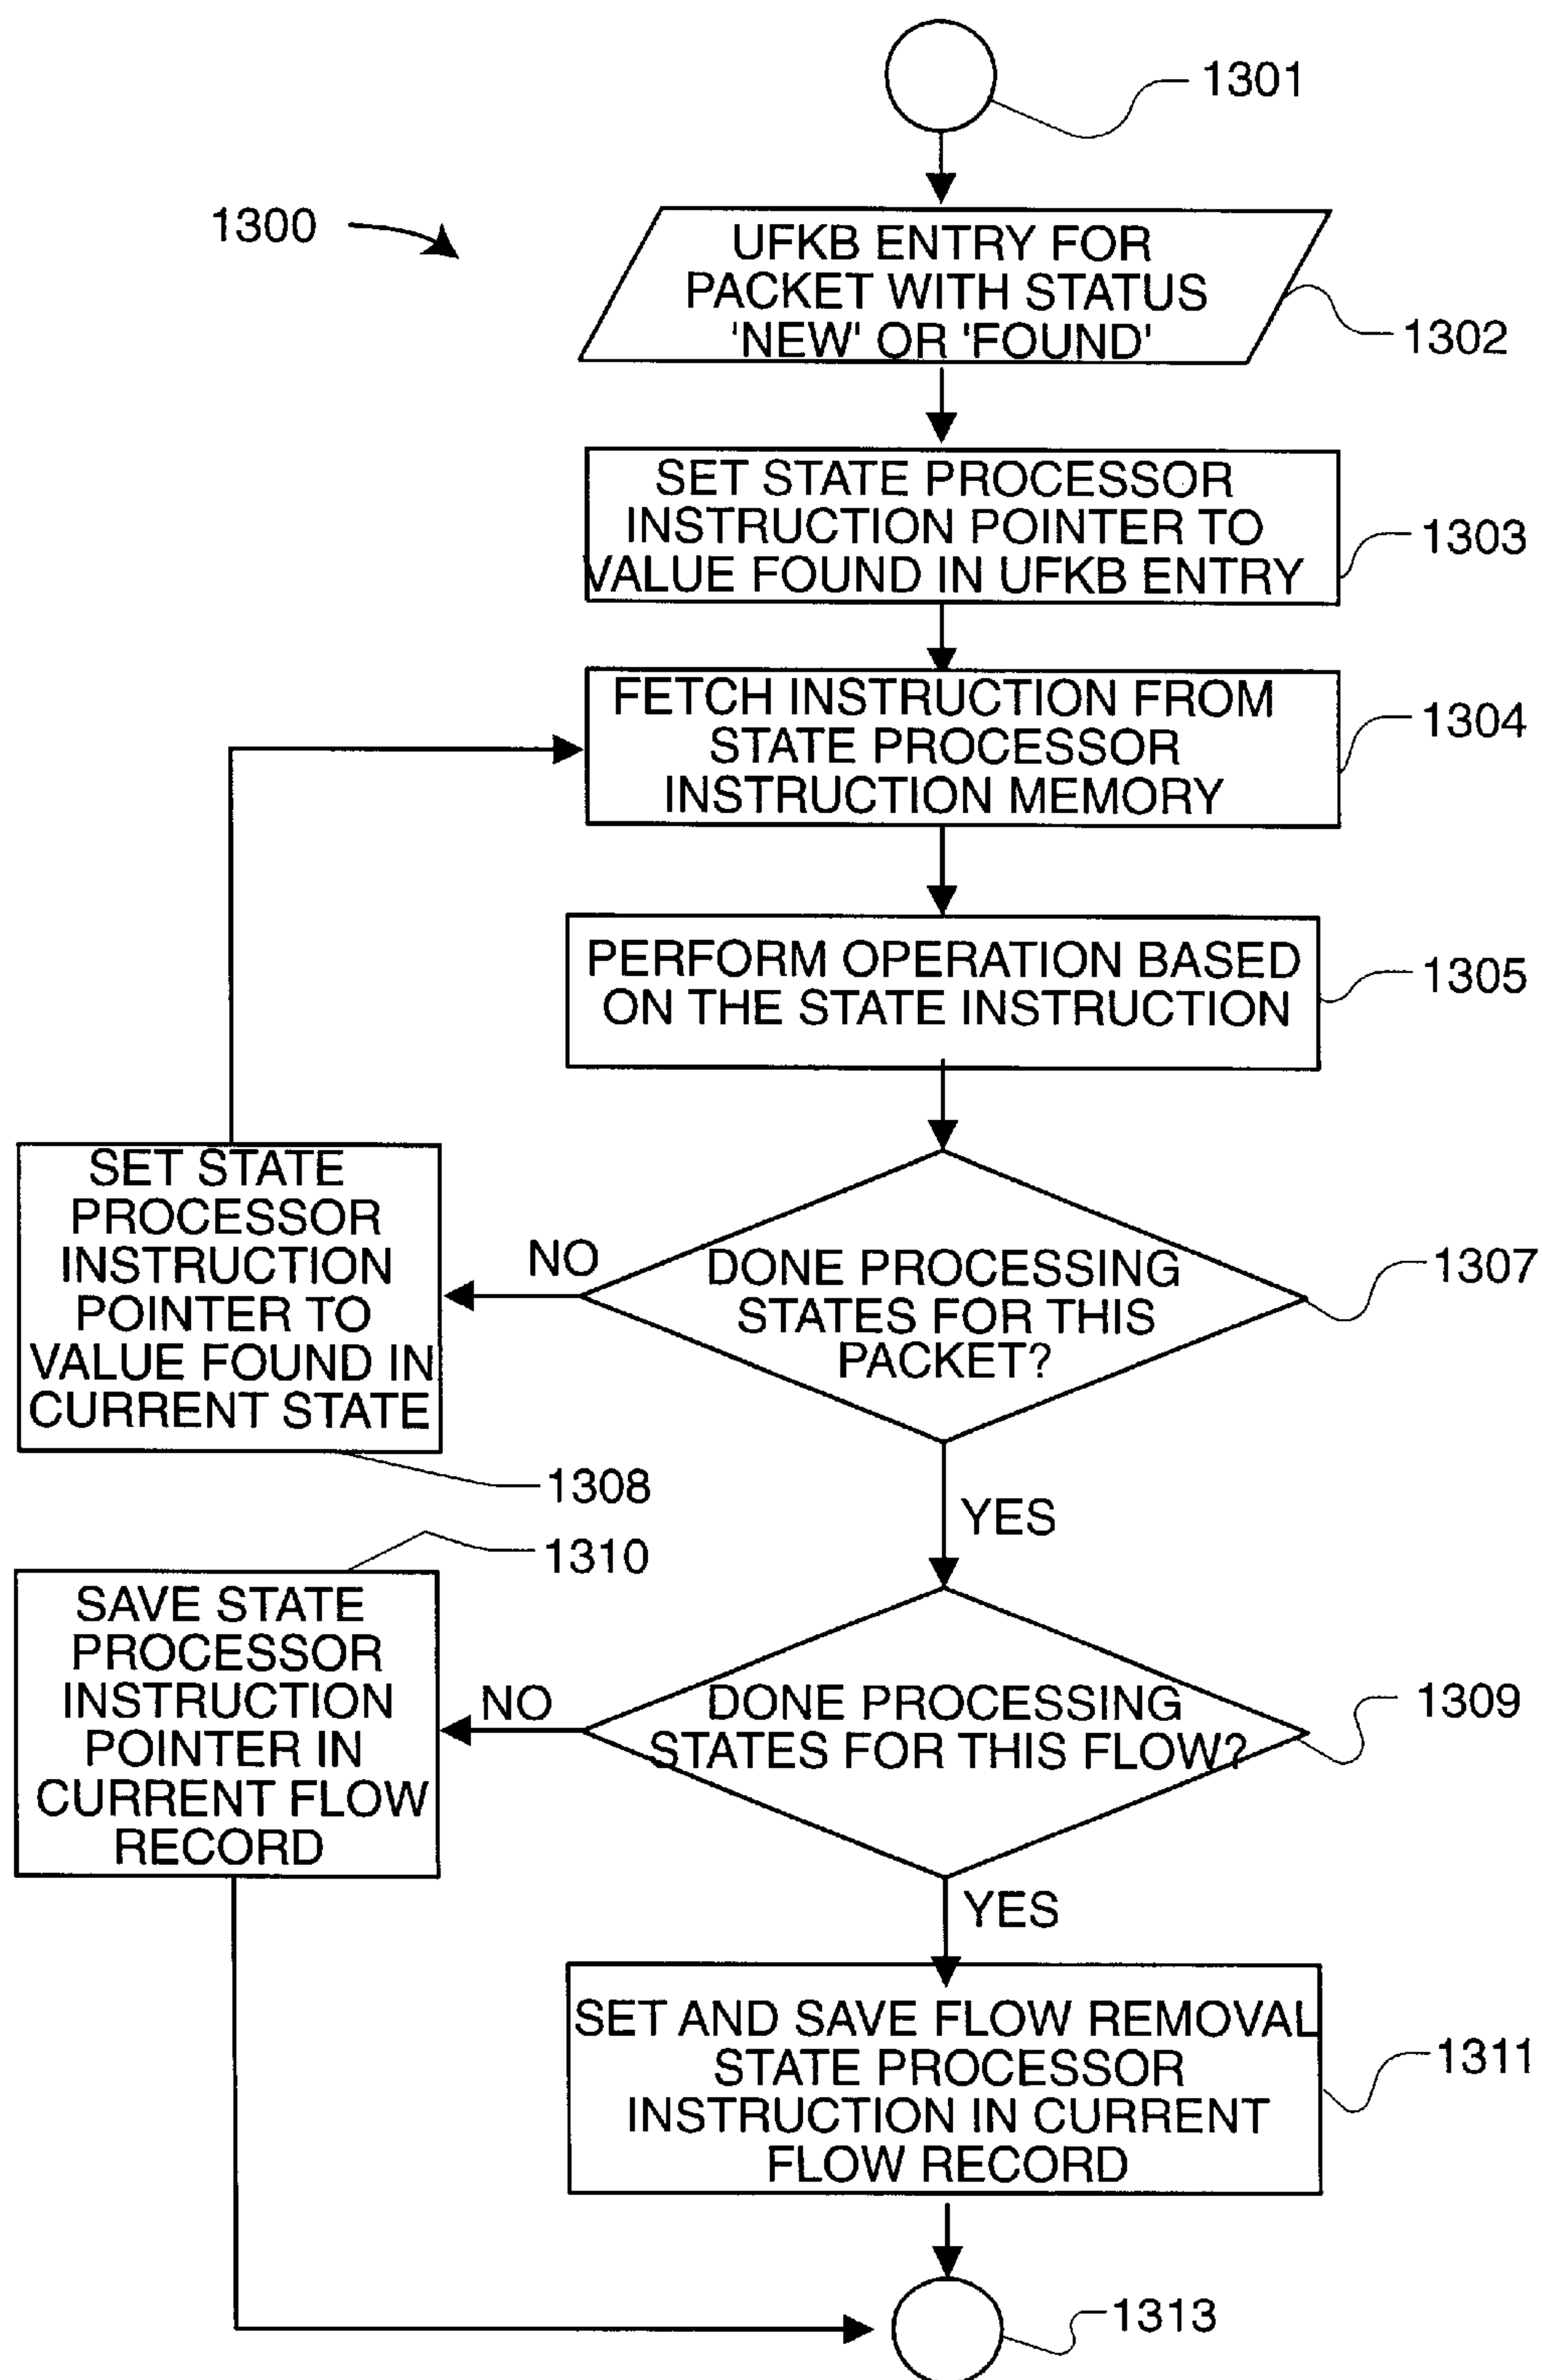 1301
1300
UFKB ENTRY FOR
PACKET WITH STATUS
'NEW' OR 'FOUND'
1302
SET STATE PROCESSOR
INSTRUCTION POINTER TO
VALUE FOUND IN UFKB ENTRY
1303
FETCH INSTRUCTION FROM
STATE PROCESSOR
INSTRUCTION MEMORY
1304
PERFORM OPERATION BASED
ON THE STATE INSTRUCTION
1305
SET STATE
PROCESSOR
INSTRUCTION
POINTER TO
VALUE FOUND IN
CURRENT STATE
1308
NO
DONE PROCESSING
STATES FOR THIS
PACKET?
1307
YES
1310
SAVE STATE
PROCESSOR
INSTRUCTION
POINTER IN
CURRENT FLOW
RECORD
NO
DONE PROCESSING
STATES FOR THIS FLOW?
1309
YES
SET AND SAVE FLOW REMOVAL
STATE PROCESSOR
INSTRUCTION IN CURRENT
FLOW RECORD
1311
1313